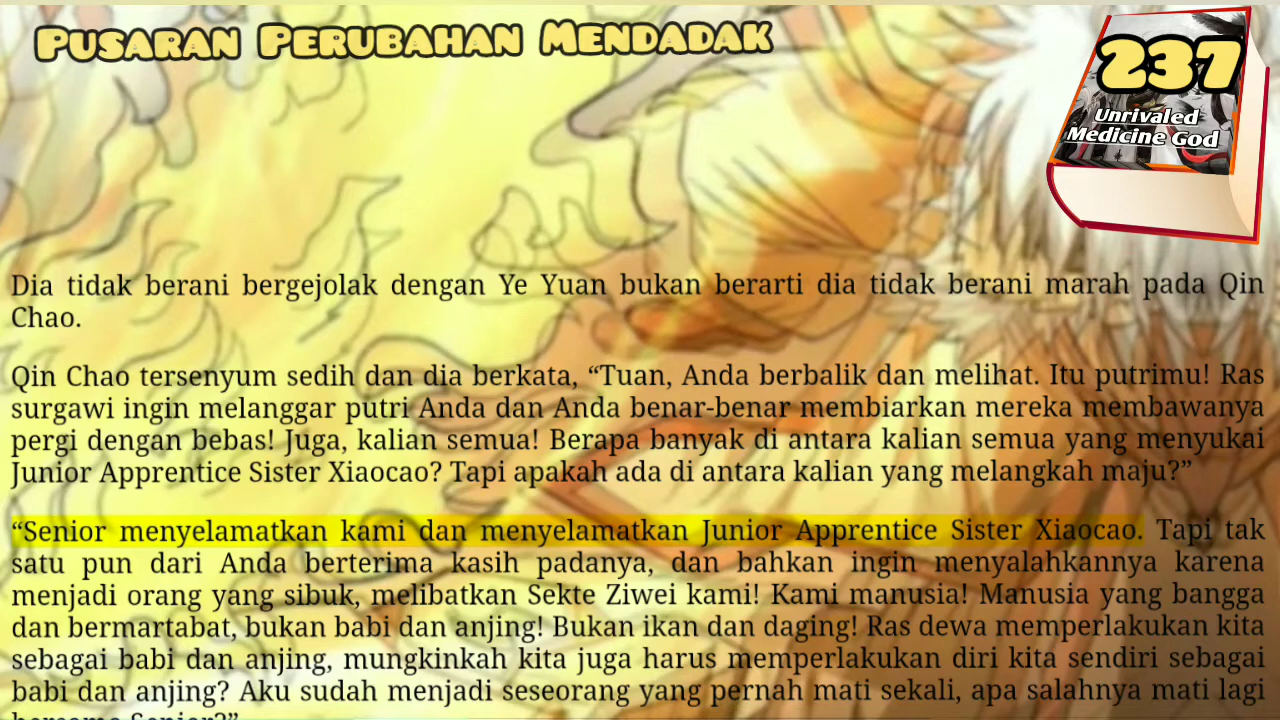 Pusaran Perubahan Mendadak
237
Unrivaled
Medicine God
Dia tidak berani bergejolak dengan Ye Yuan bukan berarti dia tidak berani marah pada Qin
Chao.
Qin Chao tersenyum sedih dan dia berkata, “Tuan, Anda berbalik dan melihat. Itu putrimu! Ras
surgawi ingin melanggar putri Anda dan Anda benar-benar membiarkan mereka membawanya
pergi dengan bebas! Juga, kalian semua! Berapa banyak di antara kalian semua yang menyukai
Junior Apprentice Sister Xiaocao? Tapi apakah ada di antara kalian yang melangkah maju?”
“Senior menyelamatkan kami dan menyelamatkan Junior Apprentice Sister Xiaocao. Tapi tak
satu pun dari Anda berterima kasih padanya, dan bahkan ingin menyalahkannya karena
menjadi orang yang sibuk, melibatkan Sekte Ziwei kami! Kami manusia! Manusia yang bangga
dan bermartabat, bukan babi dan anjing! Bukan ikan dan daging! Ras dewa memperlakukan kita
sebagai babi dan anjing, mungkinkah kita juga harus memperlakukan diri kita sendiri sebagai
babi dan anjing? Aku sudah menjadi seseorang yang pernah mati sekali, apa salahnya mati lagi
bersama Senior?”